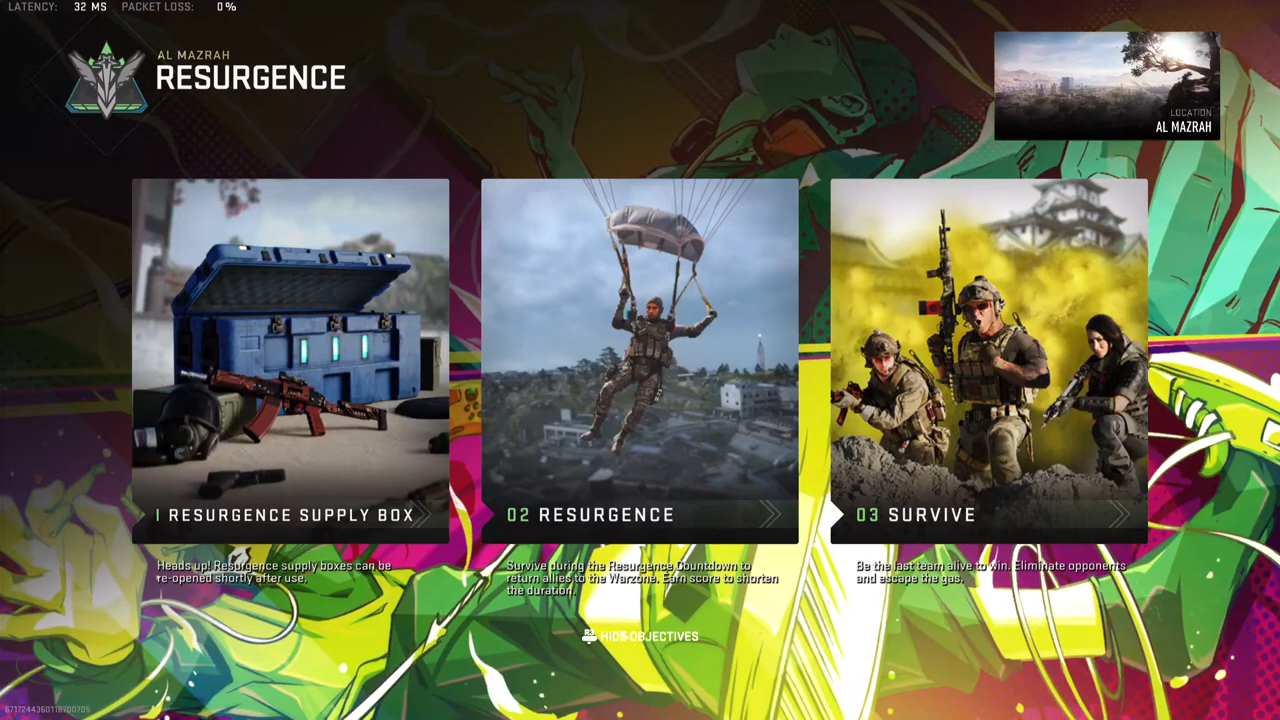 LATENCY: 32 MS PACKET LOSS: 0%
AL MAZRAH
RESURGENCE
LOCATION
AL MAZRAH
I RESURGENCE SUPPLY BOX
Heads up! Resurgence supply boxes can be
re-opened shortly after use.
02 RESURGENCE
Survive during the Resurgence Countdown to
return allies to the Warzone. Earn score to shorten
the duration.
03 SURVIVE
Be the last team alive to win. Eliminate opponents
and escape the gas.
R3 HIDE OBJECTIVES